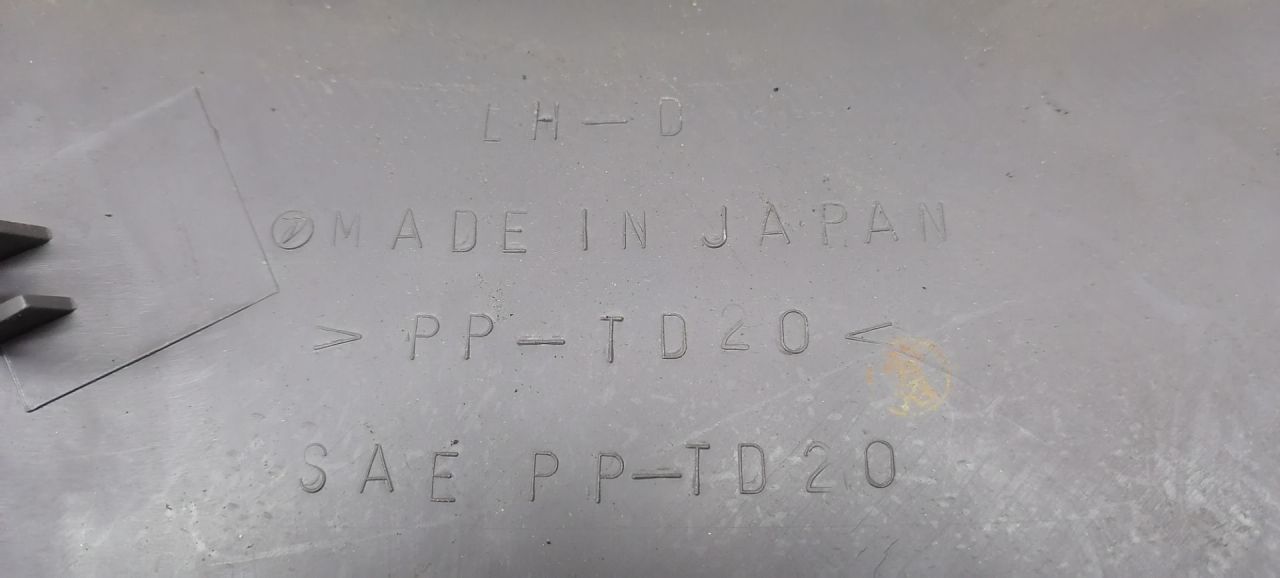 LH-D
MADE IN JAPAN
>PP-TD20<
SAE PP-TD20